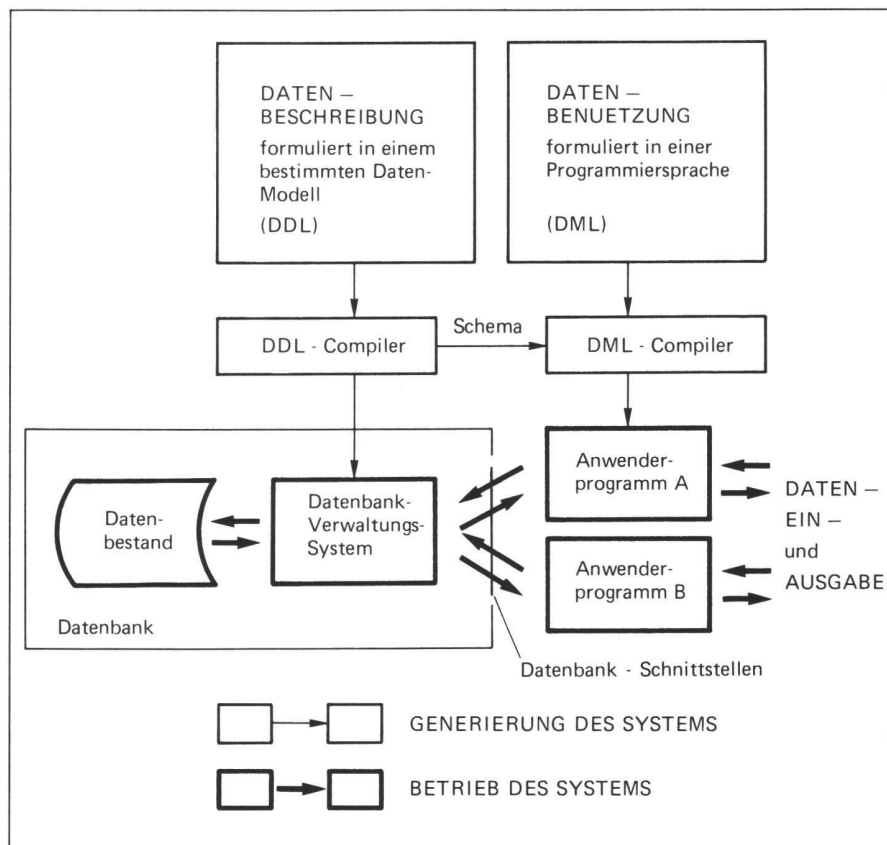 DATEN –
BESCHREIBUNG
formuliert in einem
bestimmten Daten-
Modell
(DDL)
DATEN –
BENUETZUNG
formuliert in einer
Programmiersprache
(DML)
DDL - Compiler
Schema
DML - Compiler
Daten-
bestand
Datenbank-
Verwaltungs-
System
Anwender-
programm A
Anwender-
programm B
DATEN –
EIN –
und
AUSGABE
Datenbank
Datenbank - Schnittstellen
GENERIERUNG DES SYSTEMS
BETRIEB DES SYSTEMS